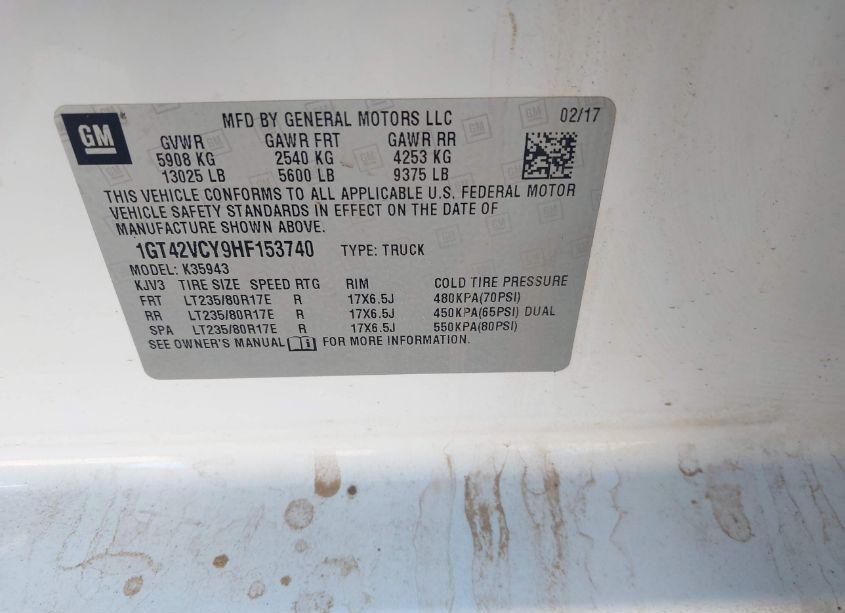 GM
MFD BY GENERAL MOTORS LLC 02/17
GVWR GAWR FRT GAWR RR
5908 KG 2540 KG 4253 KG
13025 LB 5600 LB 9375 LB
THIS VEHICLE CONFORMS TO ALL APPLICABLE U.S. FEDERAL MOTOR
VEHICLE SAFETY STANDARDS IN EFFECT ON THE DATE OF
MANUFACTURE SHOWN ABOVE.
1GT42VCY9HF153740 TYPE: TRUCK
MODEL: K35943
KJV3 TIRE SIZE SPEED RTG RIM COLD TIRE PRESSURE
FRT LT235/80R17E R 17X6.5J 480KPA(70PSI)
RR LT235/80R17E R 17X6.5J 450KPA(65PSI) DUAL
SPA LT235/80R17E R 17X6.5J 550KPA(80PSI)
SEE OWNER'S MANUAL FOR MORE INFORMATION.